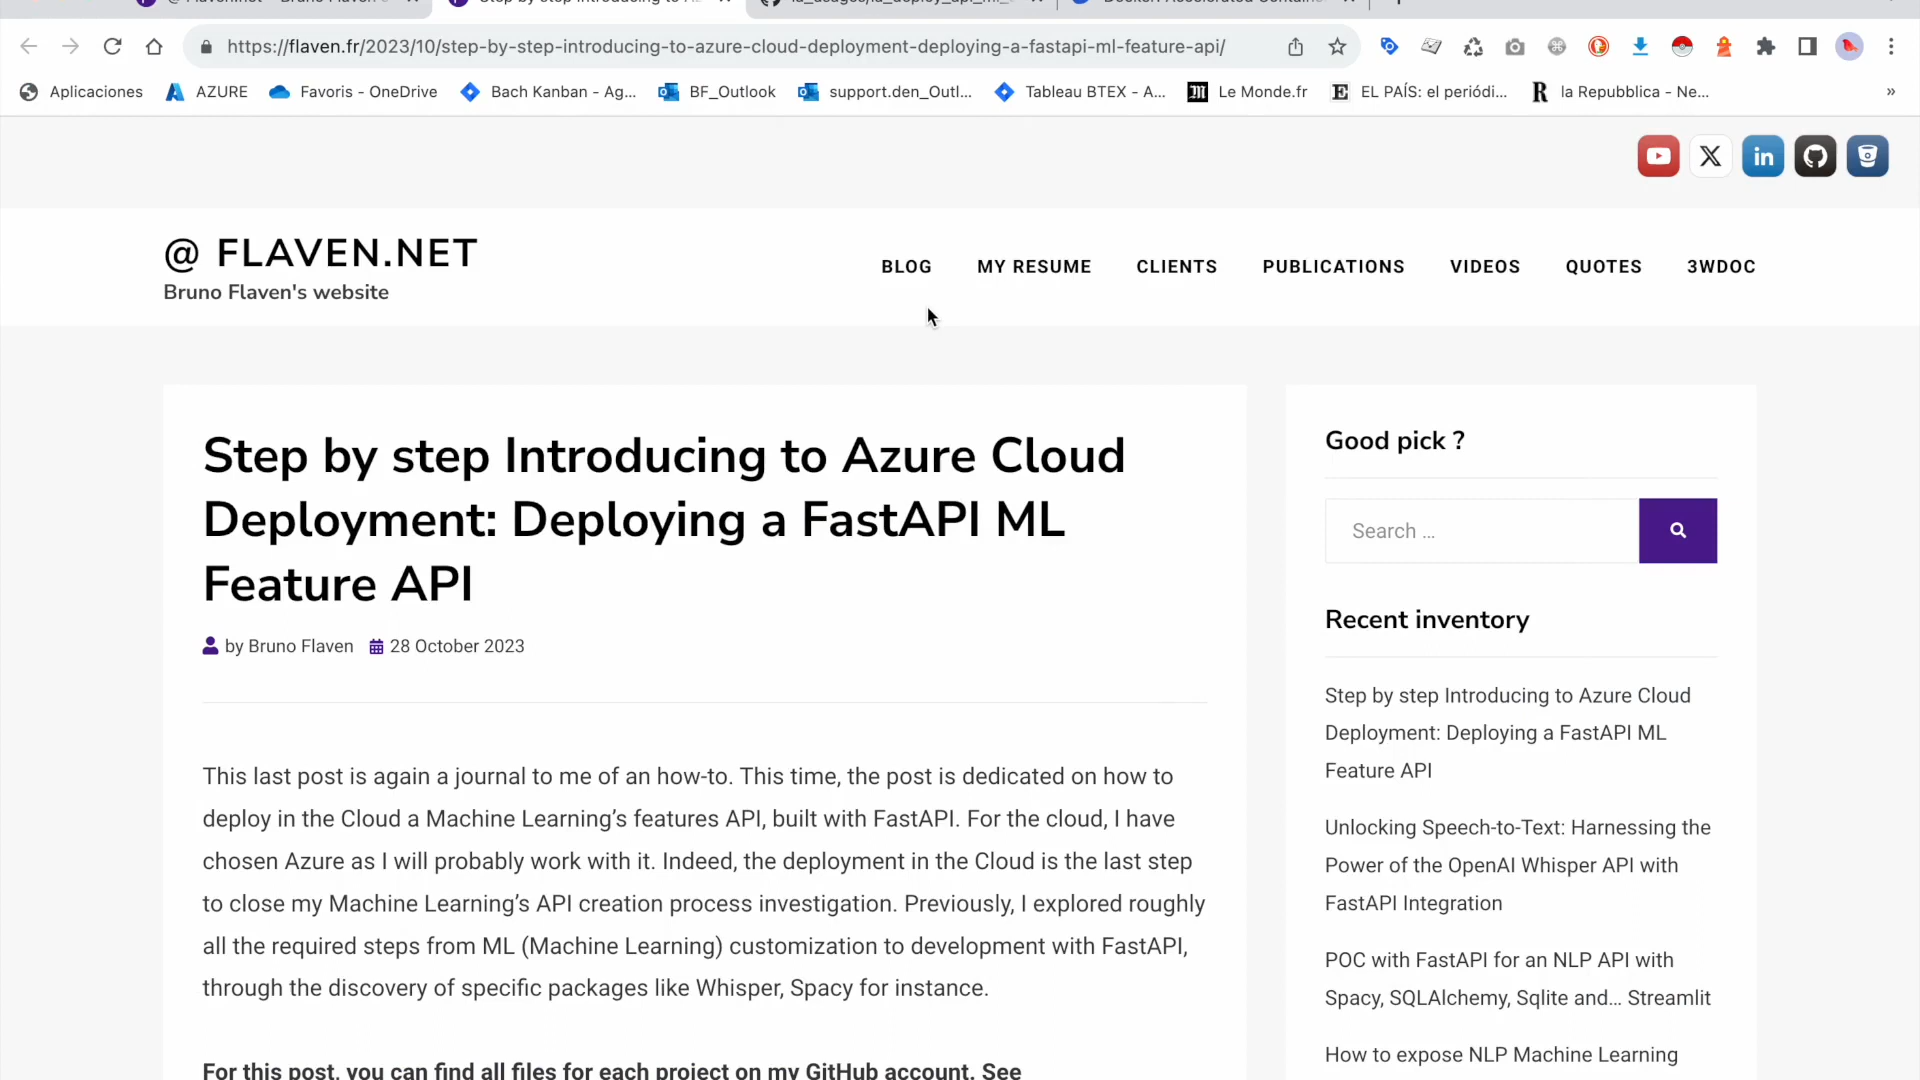 https://flaven.fr/2023/10/step-by-step-introducing-to-azure-cloud-deployment-deploying-a-fastapi-ml-feature-api/
Aplicaciones AZURE Favoris - OneDrive Bach Kanban - Ag... BF_Outlook support.den_Outl... Tableau BTEX - A... Le Monde.fr EL PAÍS: el periódi... la Repubblica - Ne... »
@ FLAVEN.NET
Bruno Flaven's website
BLOG MY RESUME CLIENTS PUBLICATIONS VIDEOS QUOTES 3WDOC
Step by step Introducing to Azure Cloud
Deployment: Deploying a FastAPI ML
Feature API
by Bruno Flaven 28 October 2023
This last post is again a journal to me of an how-to. This time, the post is dedicated on how to
deploy in the Cloud a Machine Learning’s features API, built with FastAPI. For the cloud, I have
chosen Azure as I will probably work with it. Indeed, the deployment in the Cloud is the last step
to close my Machine Learning’s API creation process investigation. Previously, I explored roughly
all the required steps from ML (Machine Learning) customization to development with FastAPI,
through the discovery of specific packages like Whisper, Spacy for instance.
For this post, you can find all files for each project on my GitHub account. See
Good pick ?
Search ...
Recent inventory
Step by step Introducing to Azure Cloud
Deployment: Deploying a FastAPI ML
Feature API
Unlocking Speech-to-Text: Harnessing the
Power of the OpenAI Whisper API with
FastAPI Integration
POC with FastAPI for an NLP API with
Spacy, SQLAlchemy, Sqlite and… Streamlit
How to expose NLP Machine Learning